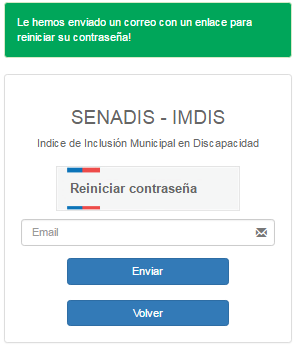 Le hemos enviado un correo con un enlace para
reiniciar su contraseña!
SENADIS - IMDIS
Indice de Inclusión Municipal en Discapacidad
Reiniciar contraseña
Email
Enviar
Volver